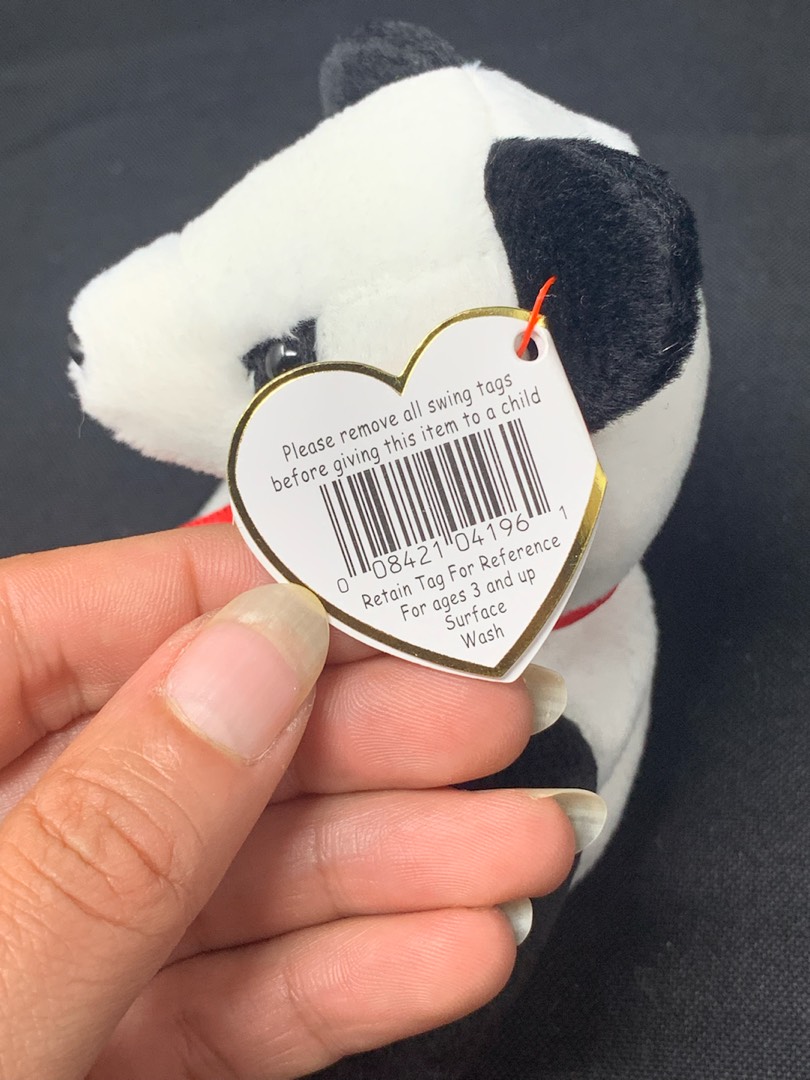 Please remove all swing tags
before giving this item to a child
0 08421 04196 1
Retain Tag For Reference
For ages 3 and up
Surface
Wash